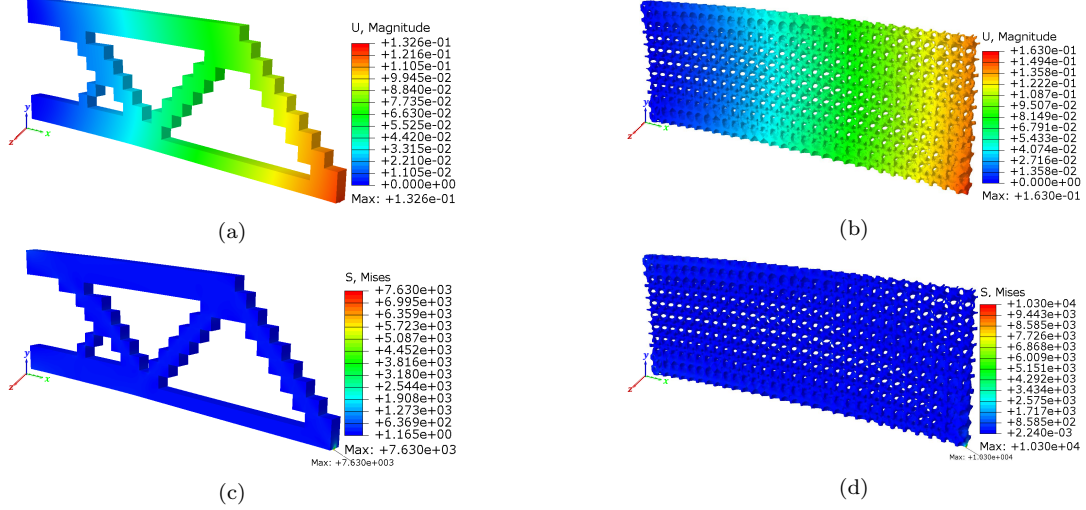 U, Magnitude
+1.326e-01
+1.216e-01
+1.105e-01
+9.945e-02
+8.840e-02
+7.735e-02
+6.630e-02
+5.525e-02
+4.420e-02
+3.315e-02
+2.210e-02
+1.105e-02
+0.000e+00
Max: +1.326e-01
y
x
z
(a)
U, Magnitude
+1.630e-01
+1.494e-01
+1.358e-01
+1.222e-01
+1.087e-01
+9.507e-02
+8.149e-02
+6.791e-02
+5.433e-02
+4.074e-02
+2.716e-02
+1.358e-02
+0.000e+00
Max: +1.630e-01
y
x
z
(b)
S, Mises
+7.630e+03
+6.995e+03
+6.359e+03
+5.723e+03
+5.087e+03
+4.452e+03
+3.816e+03
+3.180e+03
+2.544e+03
+1.908e+03
+1.273e+03
+6.369e+02
+1.165e+00
Max: +7.630e+03
Max: +7.630e+003
y
x
z
(c)
S, Mises
+1.030e+04
+9.443e+03
+8.585e+03
+7.726e+03
+6.868e+03
+6.009e+03
+5.151e+03
+4.292e+03
+3.434e+03
+2.575e+03
+1.717e+03
+8.585e+02
+2.240e-03
Max: +1.030e+04
Max: +1.030e+004
y
x
z
(d)